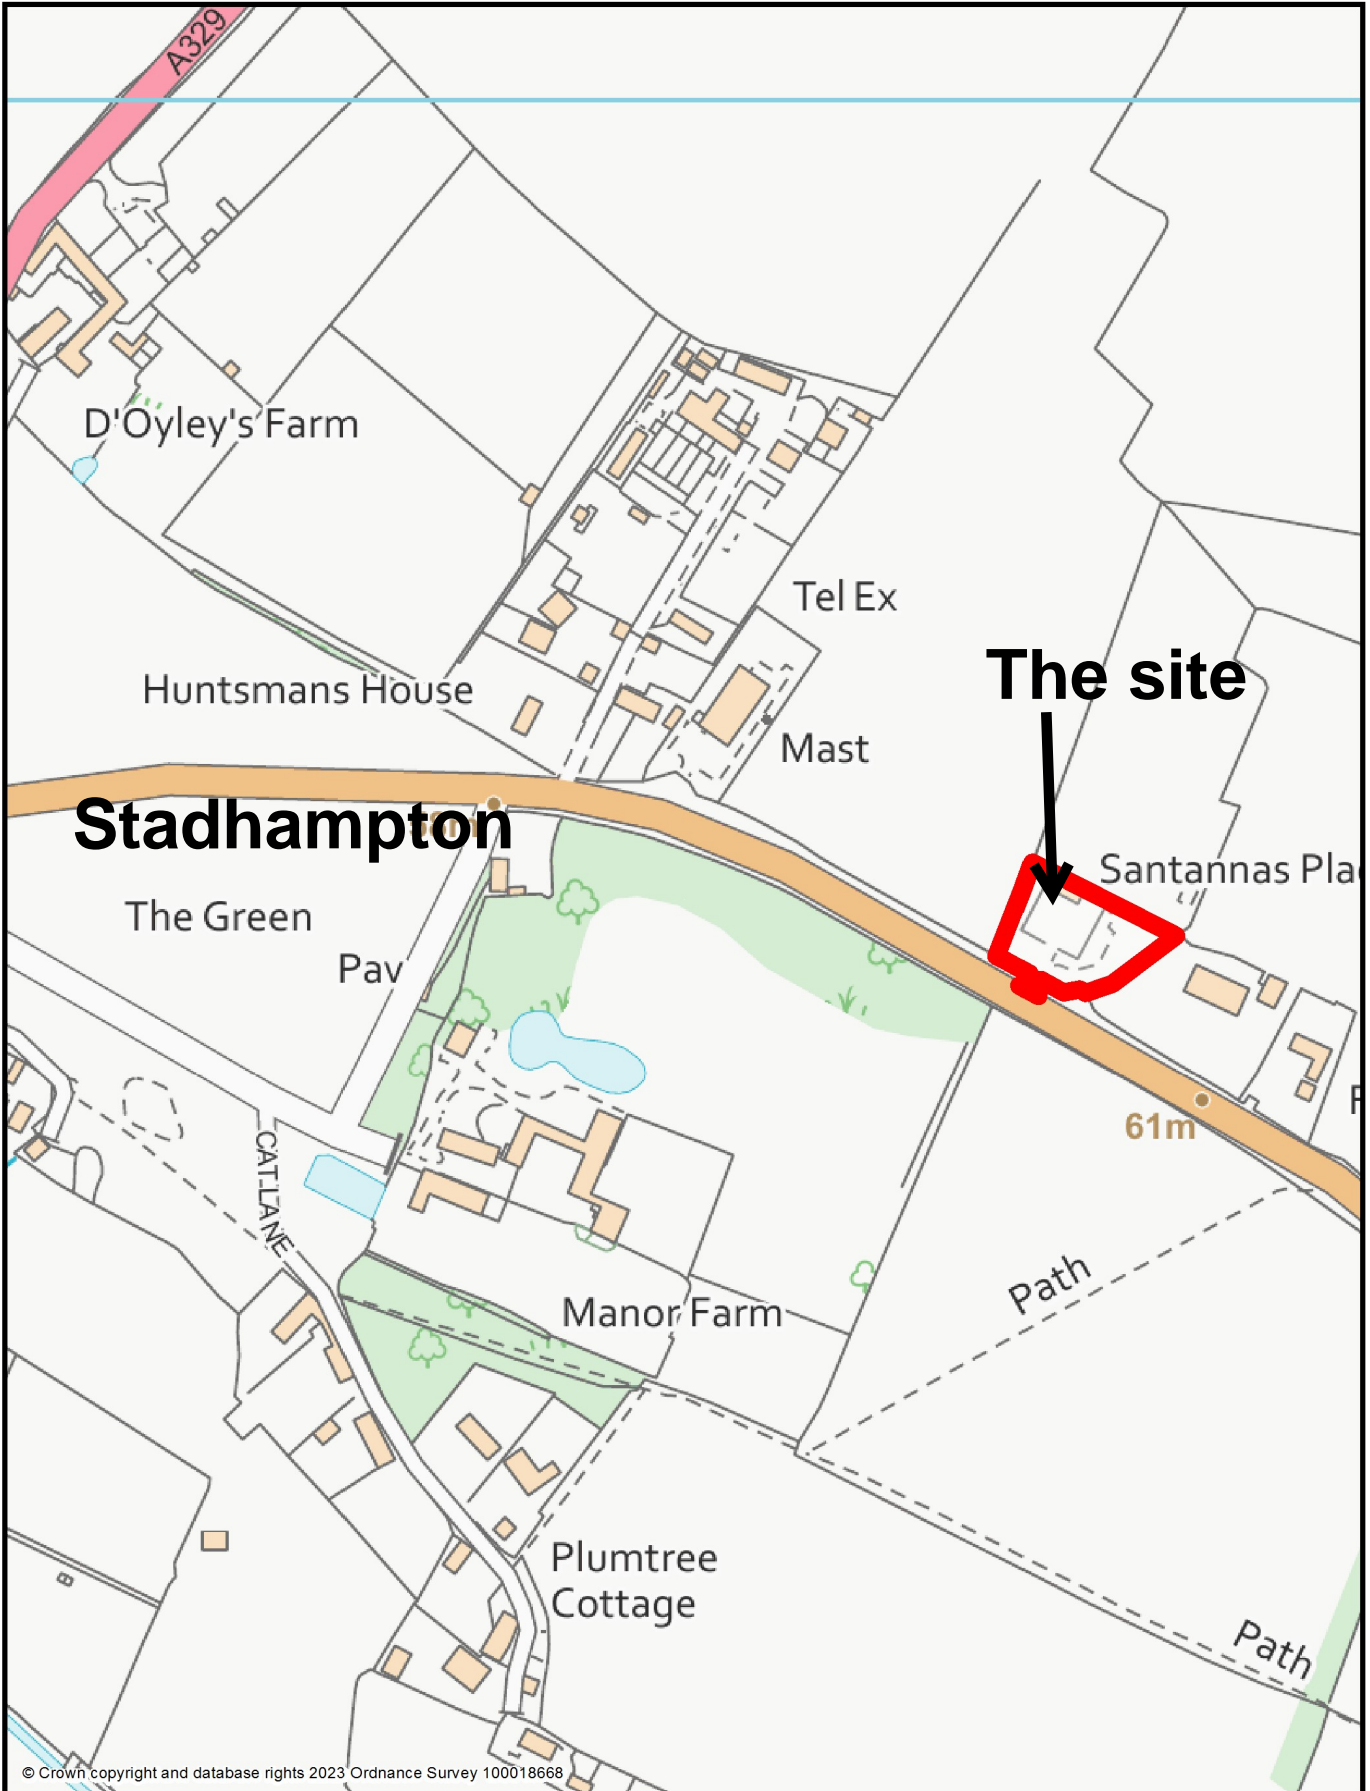 A329
D'Oyley's Farm
Tel Ex
The site
Huntsmans House
Mast
Stadhampton
58m
Santannas Pla
The Green
Pav
61m
F
CAT LANE
Path
Manor Farm
Plumtree
Cottage
Path
© Crown copyright and database rights 2023 Ordnance Survey 100018668